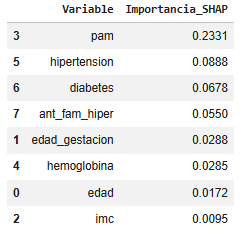 Variable Importancia_SHAP
3 pam 0.2331
5 hipertension 0.0888
6 diabetes 0.0678
7 ant_fam_hiper 0.0550
1 edad_gestacion 0.0288
4 hemoglobina 0.0285
0 edad 0.0172
2 imc 0.0095